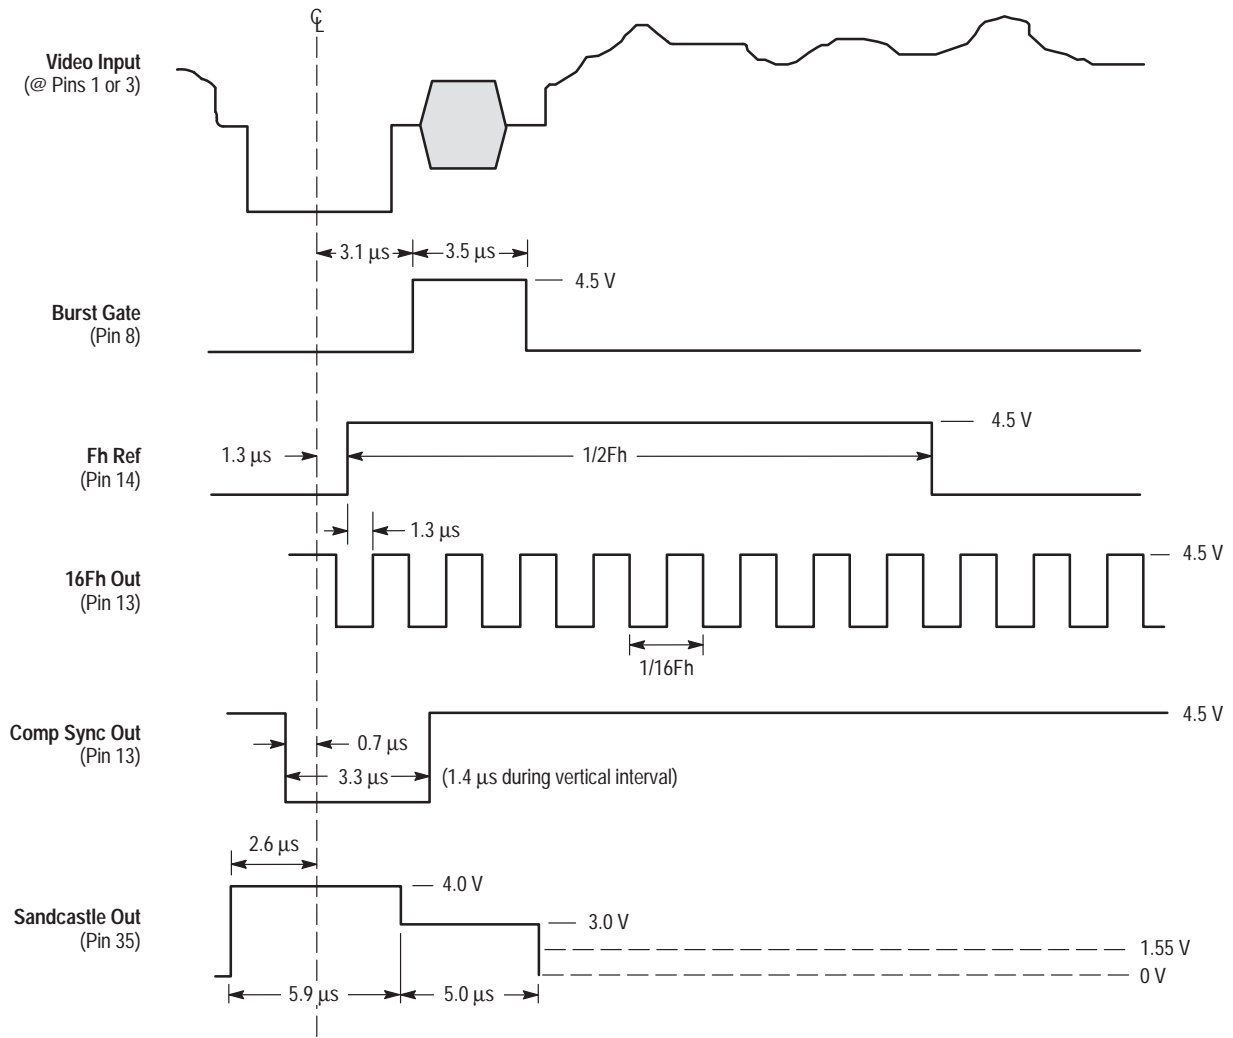 ℄
Video Input
(@ Pins 1 or 3)
3.1 µs
3.5 µs
4.5 V
Burst Gate
(Pin 8)
4.5 V
Fh Ref
(Pin 14)
1.3 µs
1/2Fh
1.3 µs
16Fh Out
(Pin 13)
4.5 V
1/16Fh
Comp Sync Out
(Pin 13)
4.5 V
0.7 µs
3.3 µs
(1.4 µs during vertical interval)
2.6 µs
4.0 V
Sandcastle Out
(Pin 35)
3.0 V
1.55 V
0 V
5.9 µs
5.0 µs